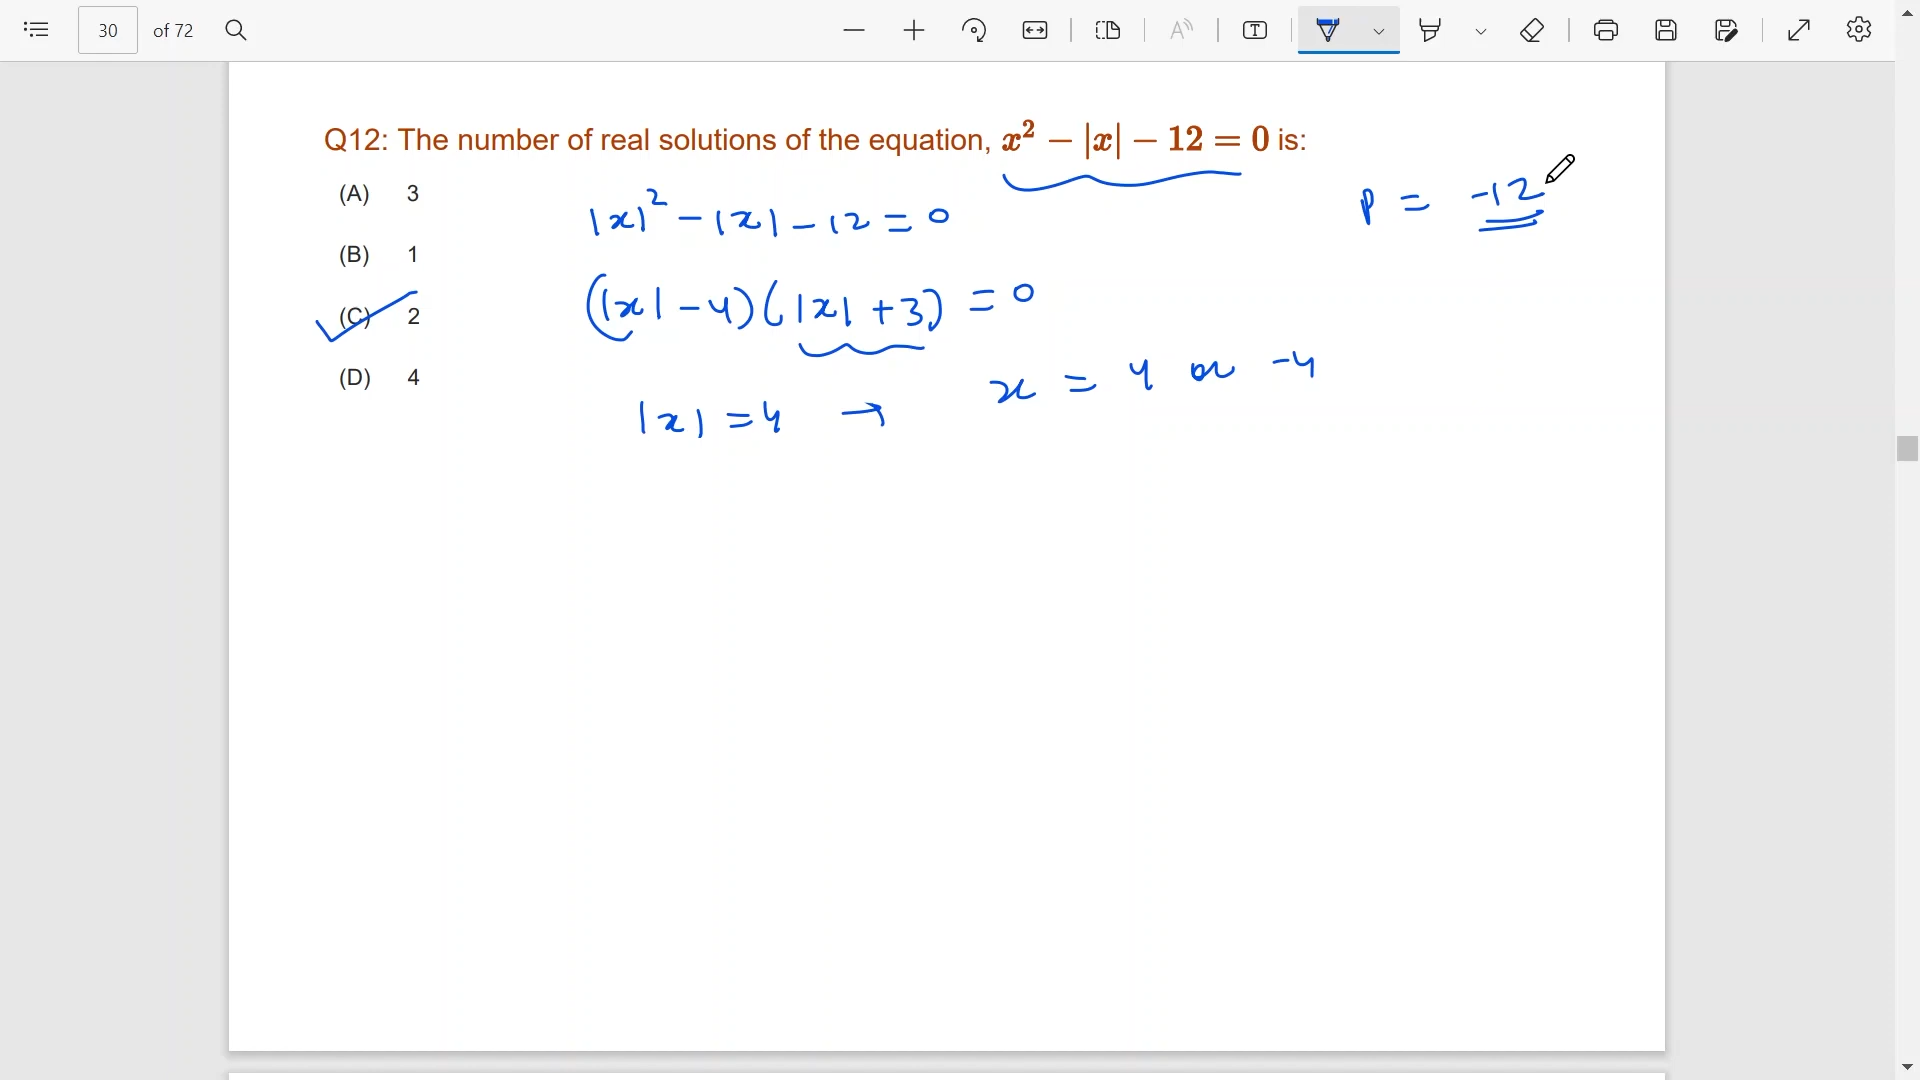 30 of 72
Q12: The number of real solutions of the equation, x² − |x| − 12 = 0 is:
(A) 3
(B) 1
(C) 2
(D) 4
|x|² − |x| − 12 = 0
(|x| − 4)(|x| + 3) = 0
|x| = 4 → x = 4 or −4
P = −12